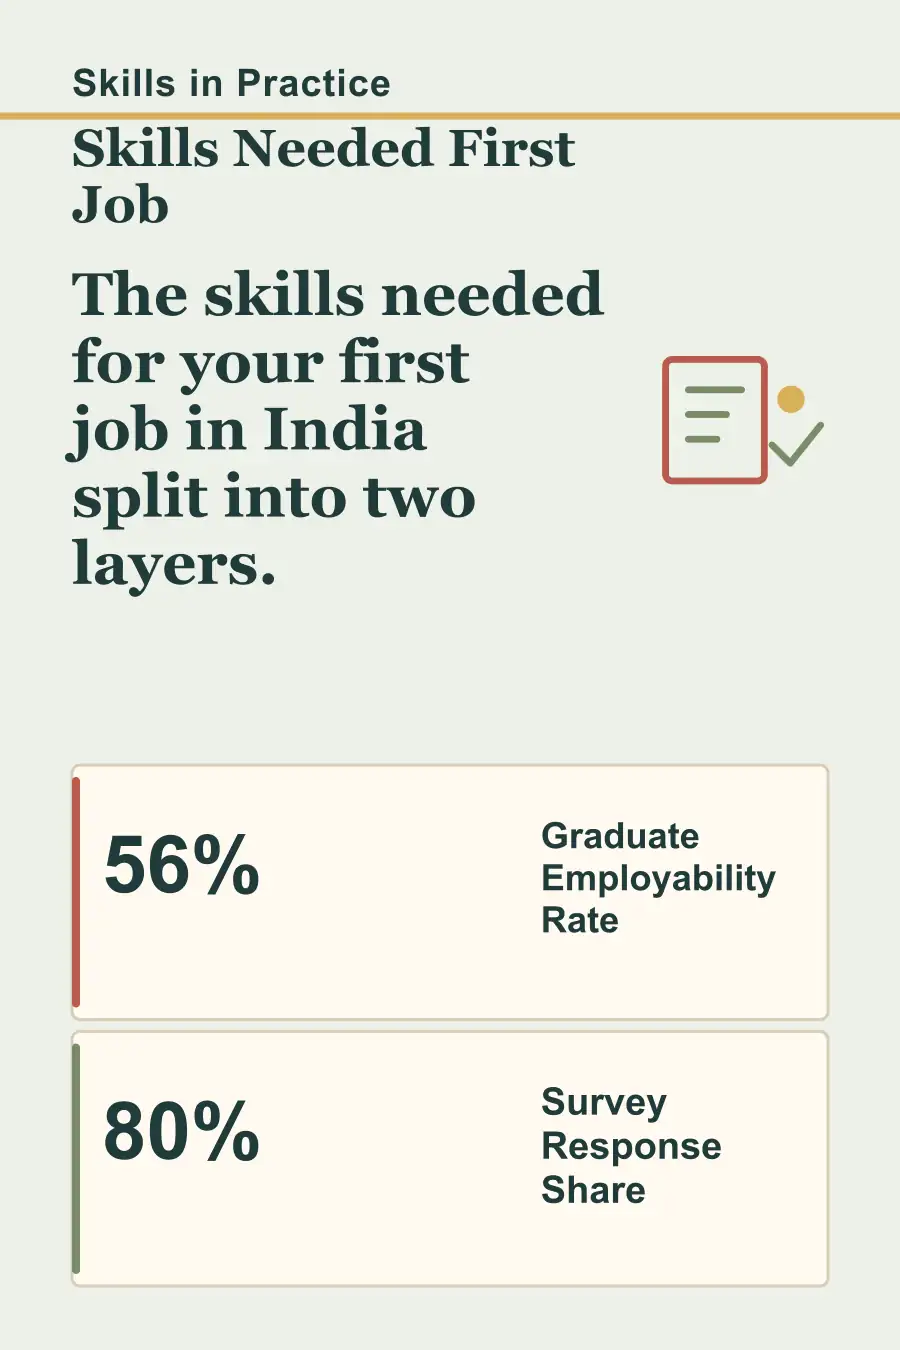 Skills in Practice
Skills Needed First
Job
The skills needed
for your first
job in India
split into two
layers.
56%
Graduate
Employability
Rate
80%
Survey
Response
Share